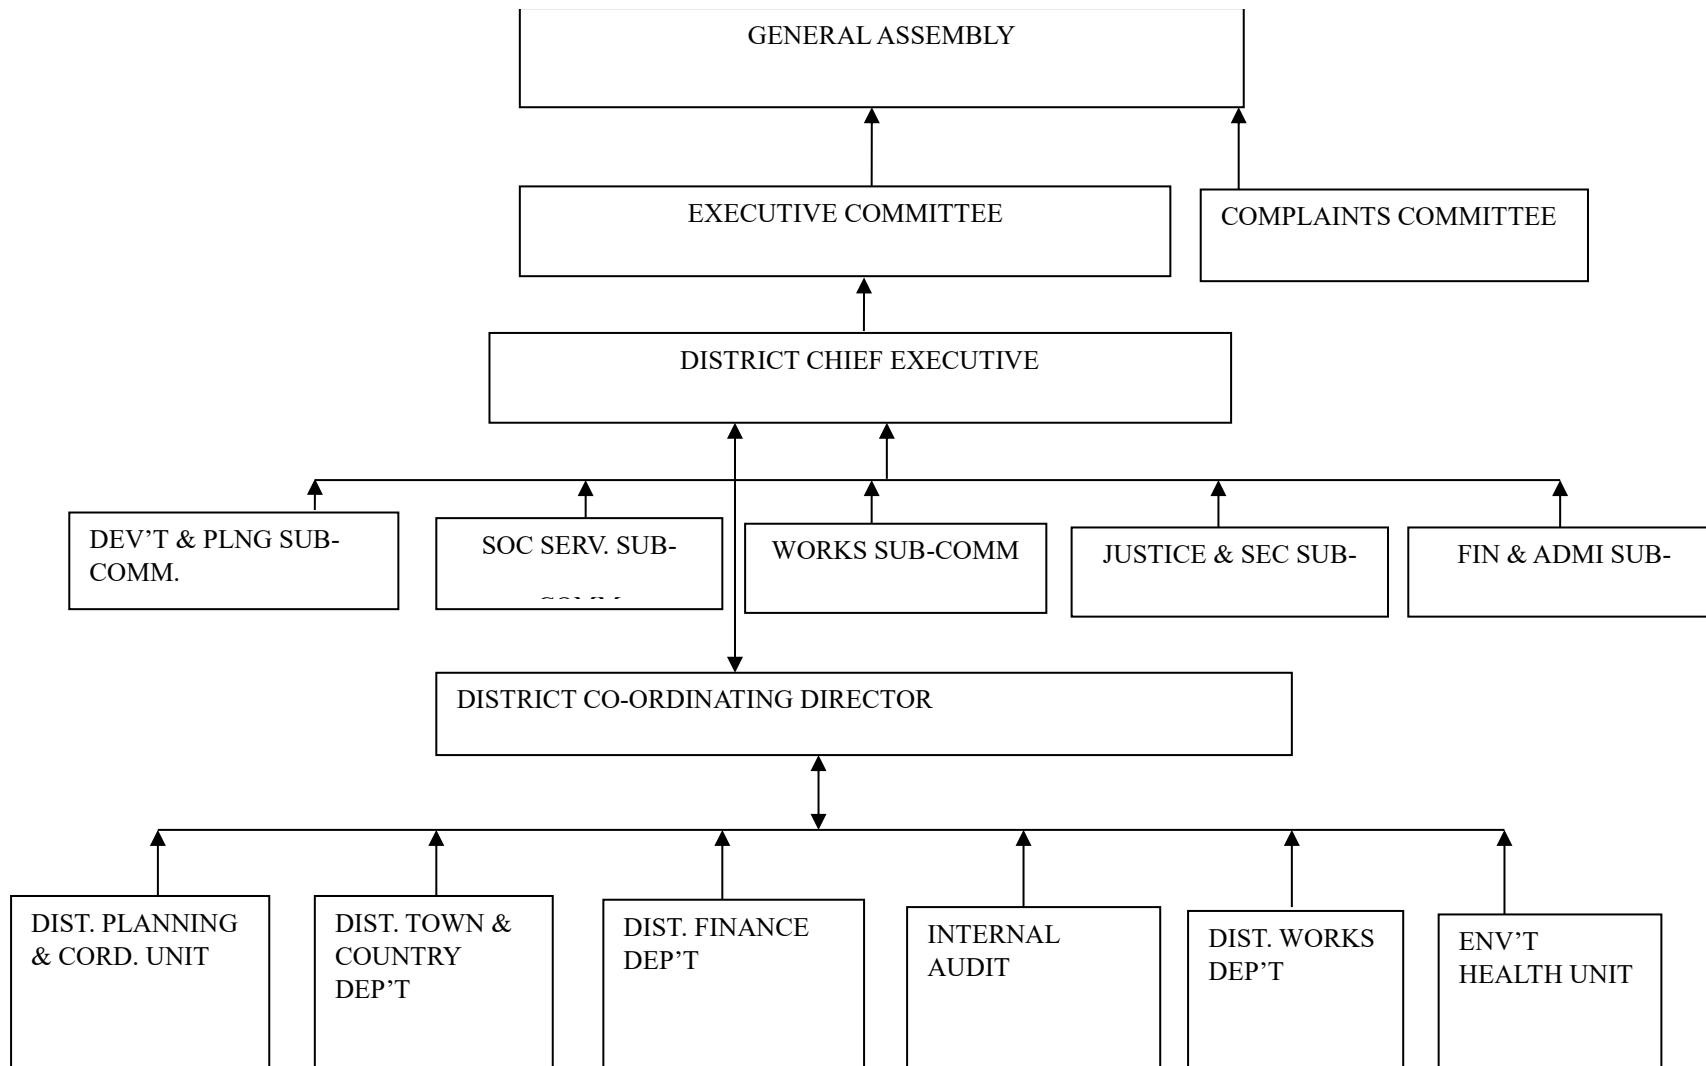 GENERAL ASSEMBLY
EXECUTIVE COMMITTEE
COMPLAINTS COMMITTEE
DISTRICT CHIEF EXECUTIVE
DEV’T & PLNG SUB-
COMM.
SOC SERV. SUB-
WORKS SUB-COMM
JUSTICE & SEC SUB-
FIN & ADMI SUB-
DISTRICT CO-ORDINATING DIRECTOR
DIST. PLANNING
& CORD. UNIT
DIST. TOWN &
COUNTRY
DEP’T
DIST. FINANCE
DEP’T
INTERNAL
AUDIT
DIST. WORKS
DEP’T
ENV’T
HEALTH UNIT